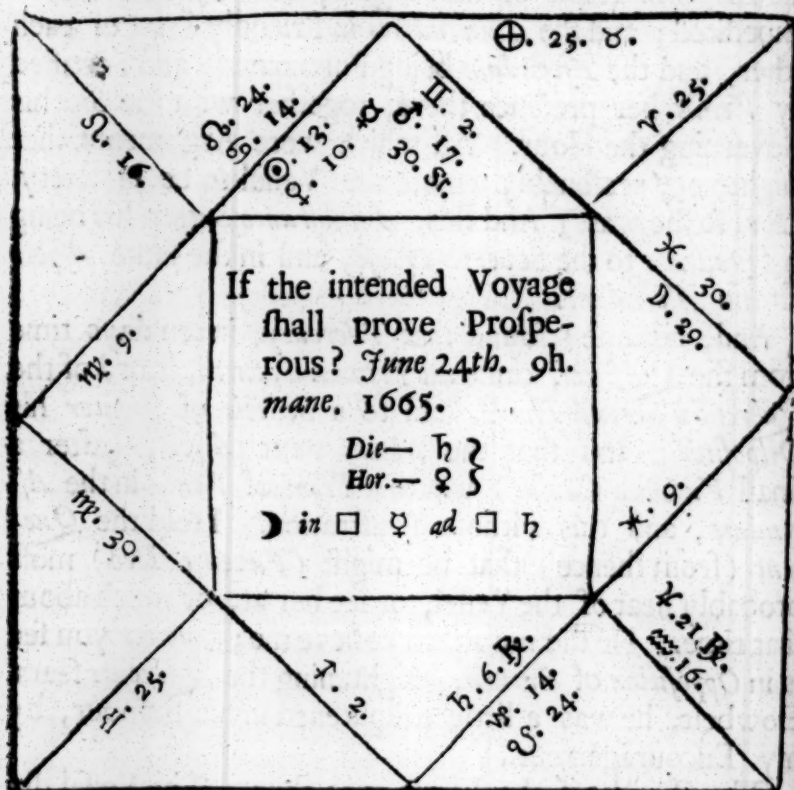 ⊕. 25. ♉.
♌. 16.
☊. 24.
♋ 14.
☉. 13.
♀. 10. ☿
♊. 2.
♂. 17.
30. St.
♈. 25.
♓. 30.
☽. 29.
♍. 9.
If the intended Voyage
ſhall prove Proſpe-
rous? June 24th. 9h.
mane. 1665.
Die— ♄ }
Hor.— ♀ }
☽ in □ ☿ ad □ ♄
♍. 30.
♓. 9.
♎. 25.
♐. 2
♄. 6. ℞.
♑. 14.
☋. 24.
♃. 21. ℞.
♒. 16.